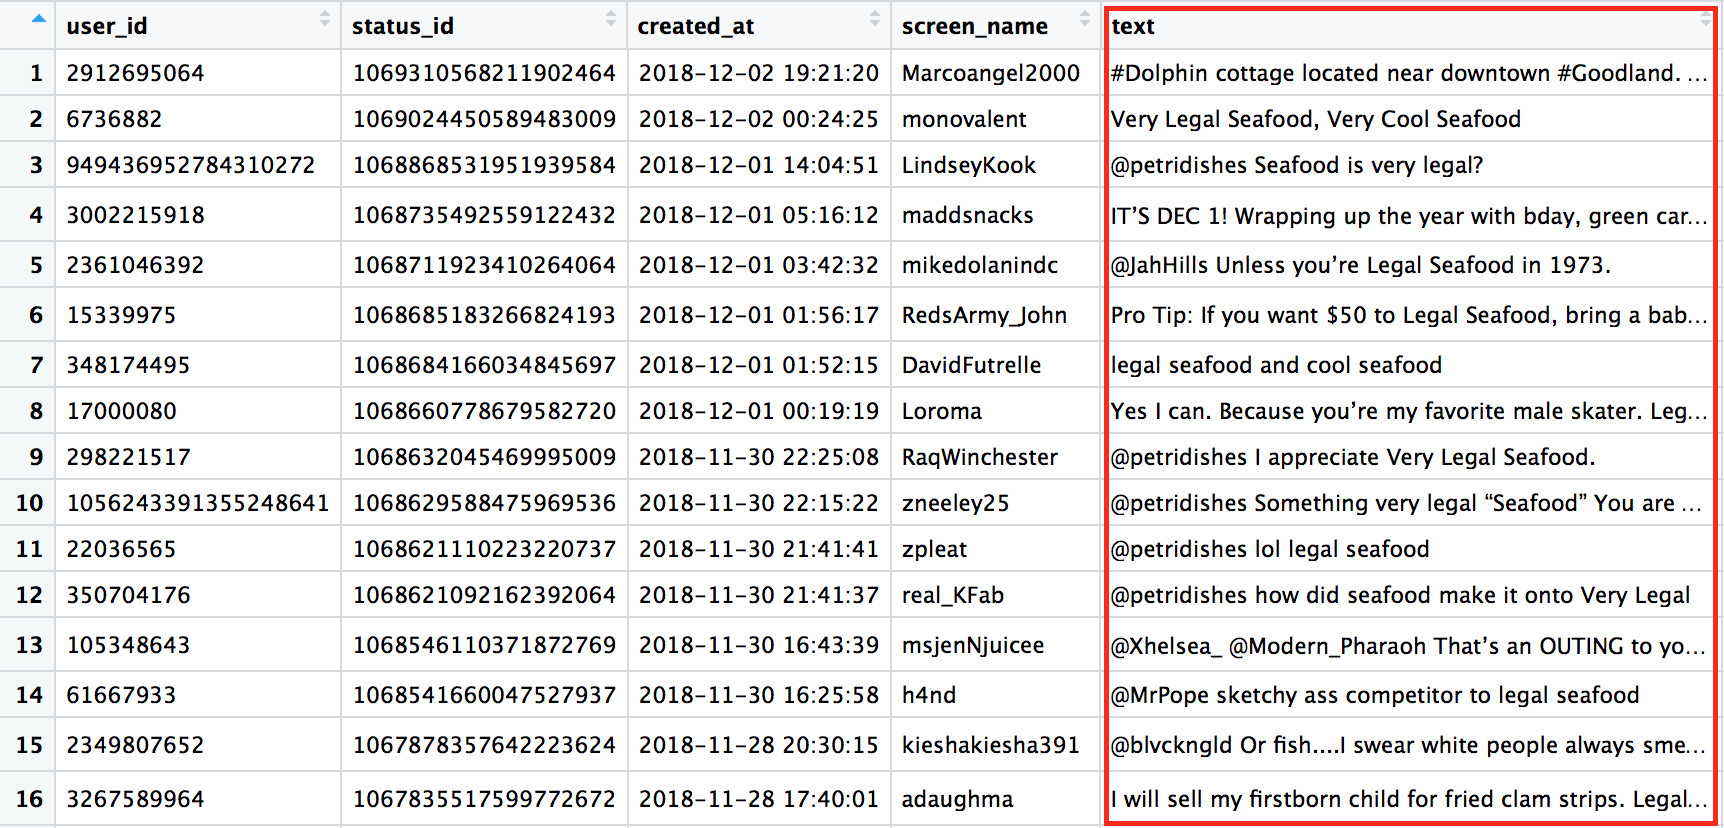 user_id status_id created_at screen_name text
1 2912695064 1069310568211902464 2018-12-02 19:21:20 Marcoangel2000 #Dolphin cottage located near downtown #Goodland. ...
2 6736882 1069024450589483009 2018-12-02 00:24:25 monovalent Very Legal Seafood, Very Cool Seafood
3 949436952784310272 1068868531951939584 2018-12-01 14:04:51 LindseyKook @petridishes Seafood is very legal?
4 3002215918 1068735492559122432 2018-12-01 05:16:12 maddsnacks IT’S DEC 1! Wrapping up the year with bday, green car...
5 2361046392 1068711923410264064 2018-12-01 03:42:32 mikedolanindc @JahHills Unless you’re Legal Seafood in 1973.
6 15339975 1068685183266824193 2018-12-01 01:56:17 RedsArmy_John Pro Tip: If you want $50 to Legal Seafood, bring a bab...
7 348174495 1068684166034845697 2018-12-01 01:52:15 DavidFutrelle legal seafood and cool seafood
8 17000080 1068660778679582720 2018-12-01 00:19:19 Loroma Yes I can. Because you’re my favorite male skater. Leg...
9 298221517 1068632045469995009 2018-11-30 22:25:08 RaqWinchester @petridishes I appreciate Very Legal Seafood.
10 1056243391355248641 1068629588475969536 2018-11-30 22:15:22 zneeley25 @petridishes Something very legal “Seafood” You are ...
11 22036565 1068621110223220737 2018-11-30 21:41:41 zpleat @petridishes lol legal seafood
12 350704176 1068621092162392064 2018-11-30 21:41:37 real_KFab @petridishes how did seafood make it onto Very Legal
13 105348643 1068546110371872769 2018-11-30 16:43:39 msjenNjuicee @Xhelsea_ @Modern_Pharaoh That’s an OUTING to yo...
14 61667933 1068541660047527937 2018-11-30 16:25:58 h4nd @MrPope sketchy ass competitor to legal seafood
15 2349807652 1067878357642223624 2018-11-28 20:30:15 kieshakiesha391 @blvckngld Or fish....I swear white people always sme...
16 3267589964 1067835517599772672 2018-11-28 17:40:01 adaughma I will sell my firstborn child for fried clam strips. Legal...